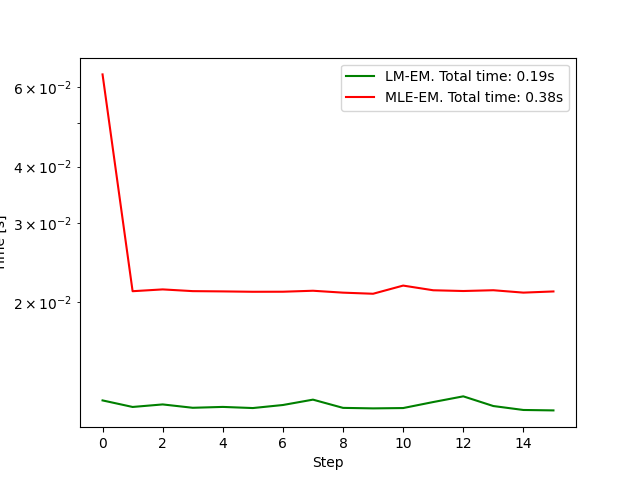 LM-EM. Total time: 0.19s
MLE-EM. Total time: 0.38s
6 × 10⁻²
4 × 10⁻²
3 × 10⁻²
2 × 10⁻²
0 2 4 6 8 10 12 14
Step